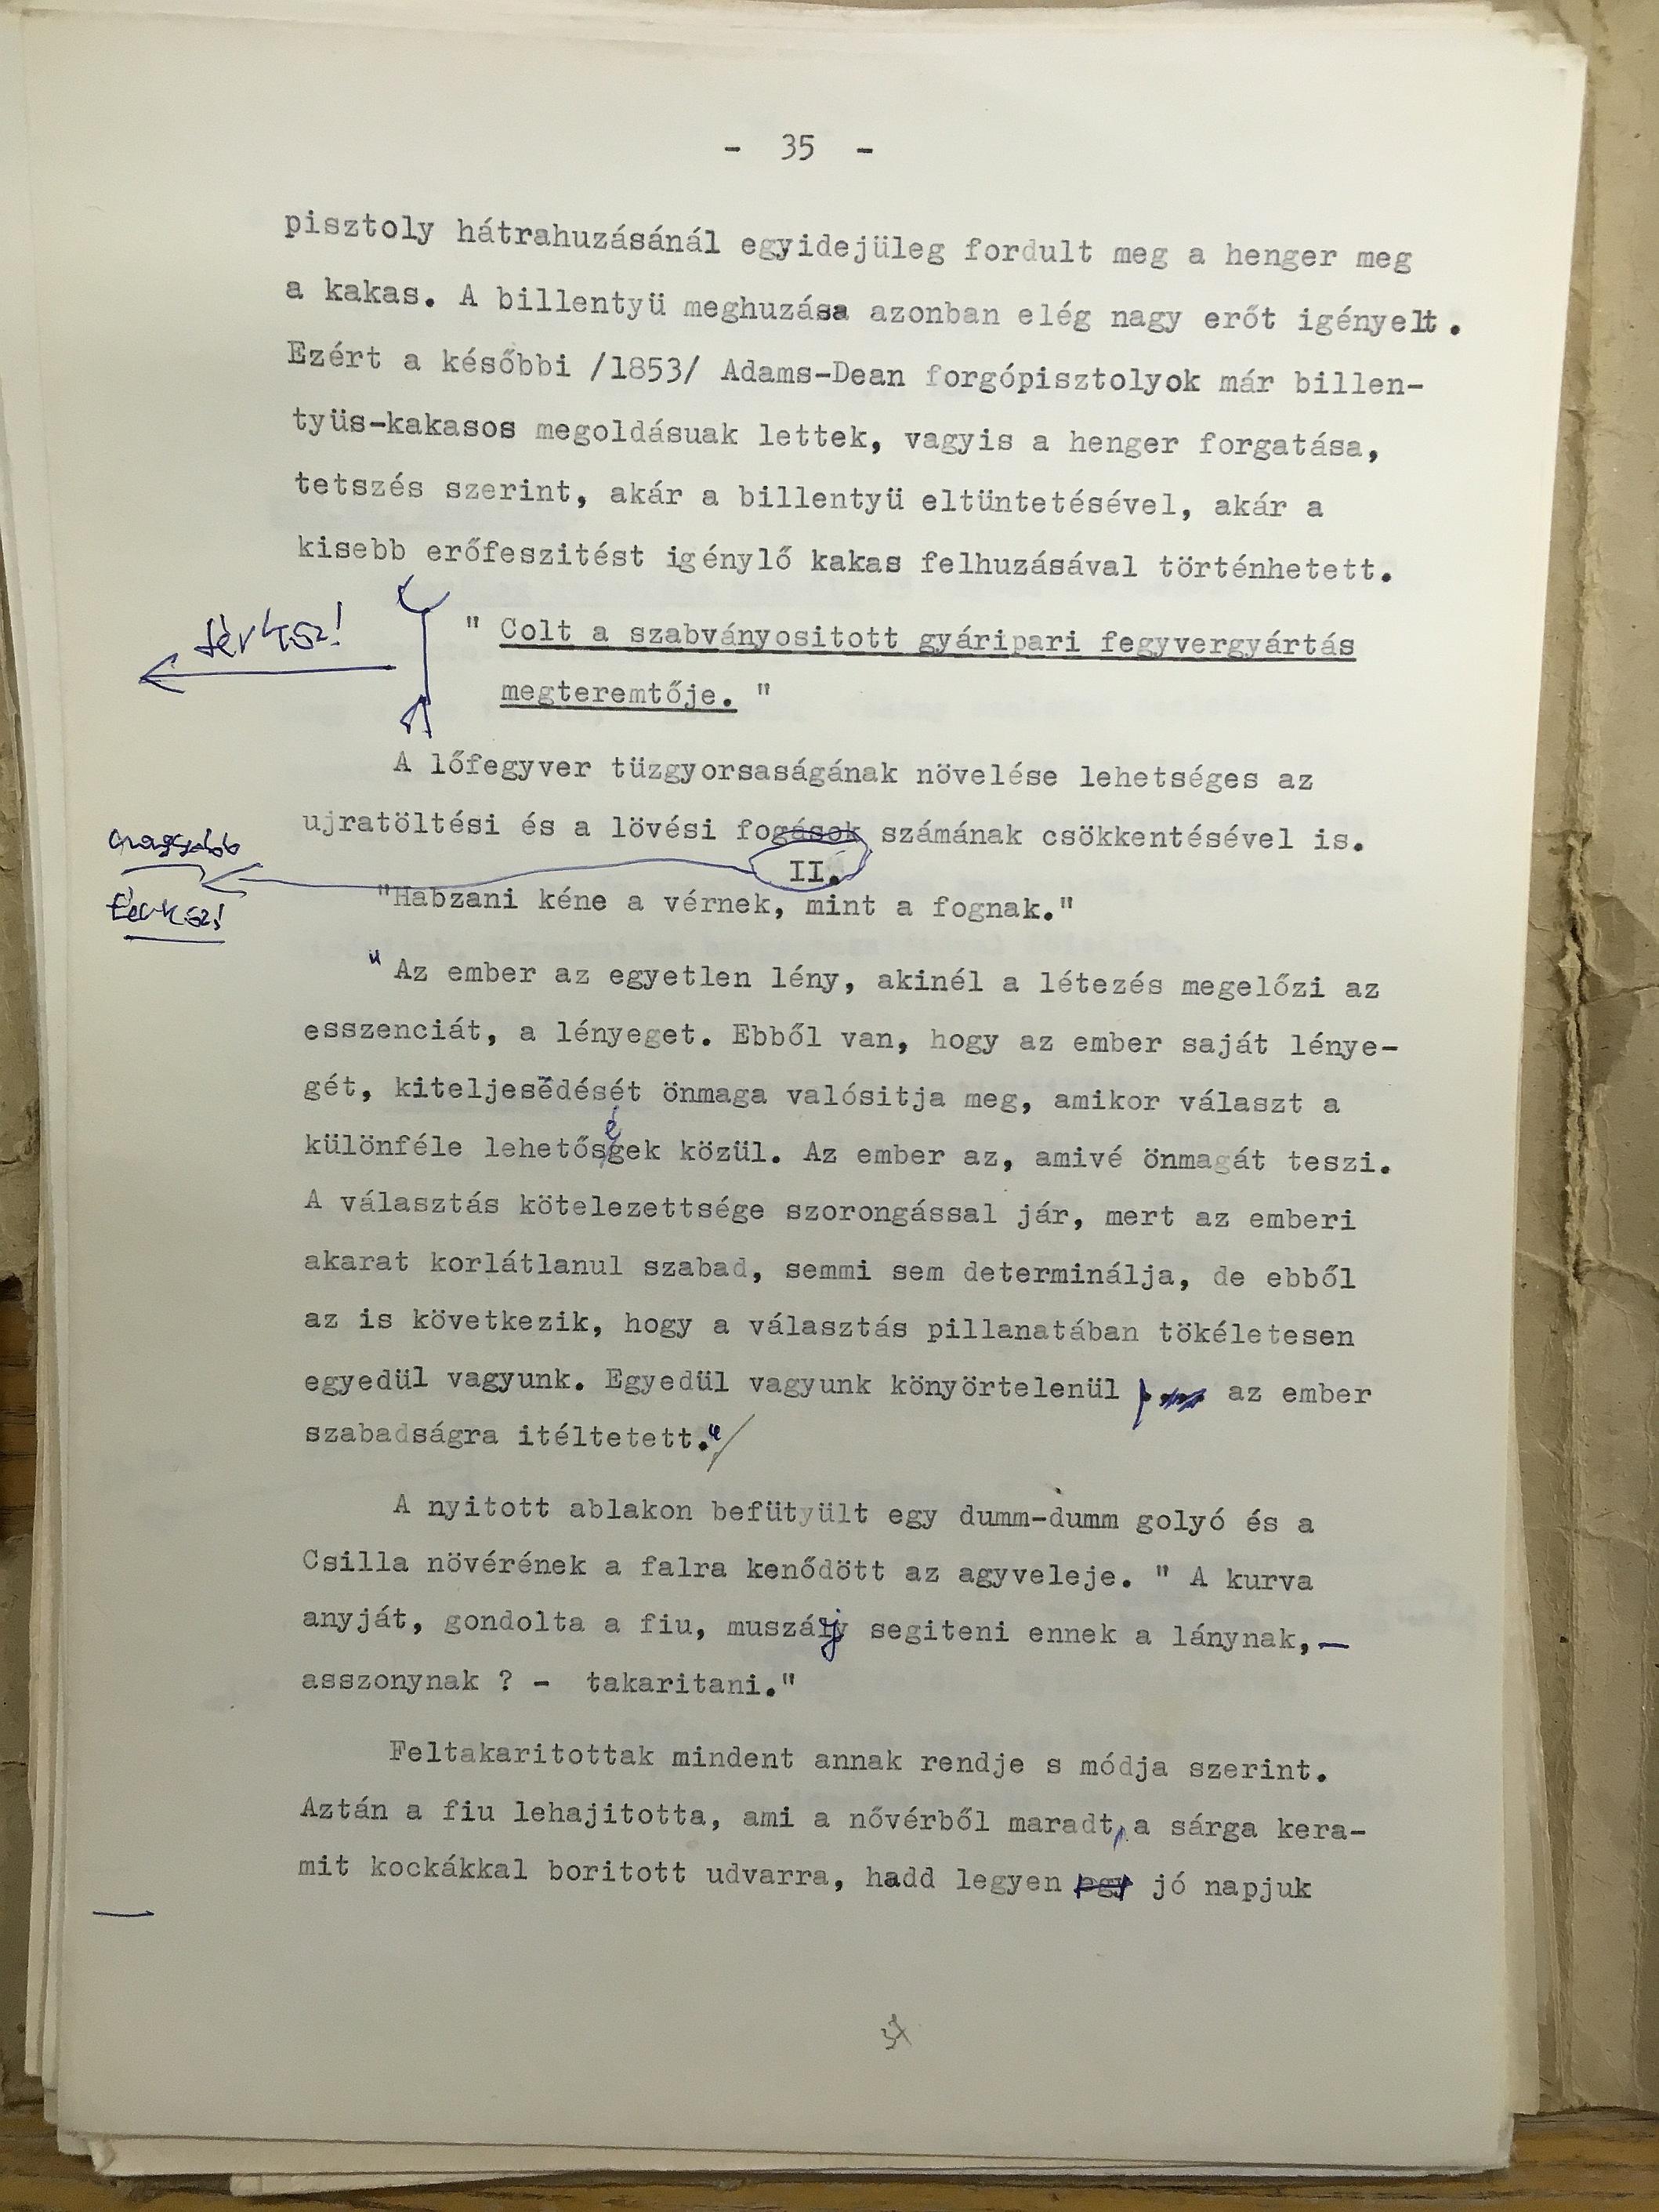 - 35 -
pisztoly hátrahuzásánál egyidejüleg fordult meg a henger meg
a kakas. A billentyü meghuzása azonban elég nagy erőt igényelt.
Ezért a későbbi /1853/ Adams-Dean forgópisztolyok már billen-
tyüs-kakasos megoldásuak lettek, vagyis a henger forgatása,
tetszés szerint, akár a billentyü eltüntetésével, akár a
kisebb erőfeszitést igénylő kakas felhuzásával történhetett.
térköz!
" Colt a szabványositott gyáripari fegyvergyártás
megteremtője. "
A lőfegyver tüzgyorsaságának növelése lehetséges az
ujratöltési és a lövési fogások számának csökkentésével is.
nagyobb
térköz!
II.
"Habzani kéne a vérnek, mint a fognak."
" Az ember az egyetlen lény, akinél a létezés megelőzi az
esszenciát, a lényeget. Ebből van, hogy az ember saját lénye-
gét, kiteljesedését önmaga valósitja meg, amikor választ a
különféle lehetőségek közül. Az ember az, amivé önmagát teszi.
A választás kötelezettsége szorongással jár, mert az emberi
akarat korlátlanul szabad, semmi sem determinálja, de ebből
az is következik, hogy a választás pillanatában tökéletesen
egyedül vagyunk. Egyedül vagyunk könyörtelenül, az ember
szabadságra itéltetett."
A nyitott ablakon befütyült egy dumm-dumm golyó és a
Csilla növérének a falra kenődött az agyveleje. " A kurva
anyját, gondolta a fiu, muszáj segiteni ennek a lánynak, -
asszonynak ? - takaritani."
Feltakaritottak mindent annak rendje s módja szerint.
Aztán a fiu lehajitotta, ami a nővérből maradt, a sárga kera-
mit kockákkal boritott udvarra, hadd legyen egy jó napjuk
37